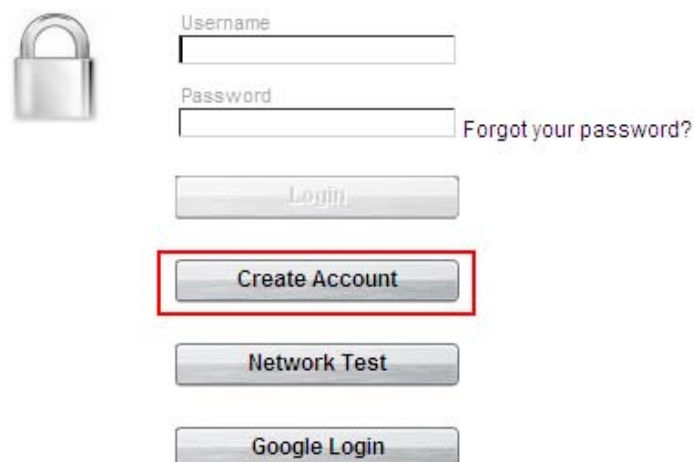 Username
Password
Forgot your password?
Login
Create Account
Network Test
Google Login